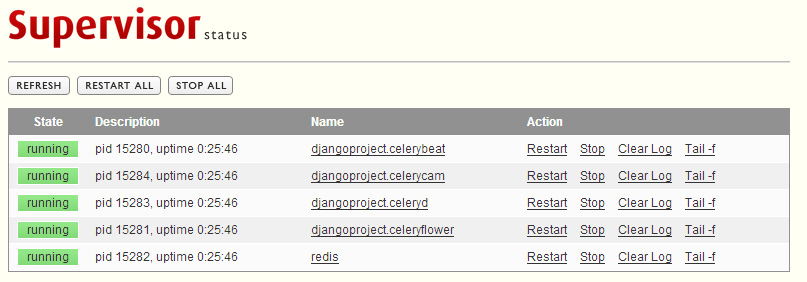 Supervisor status
REFRESH RESTART ALL STOP ALL
State Description Name Action
running pid 15280, uptime 0:25:46 djangoproject.celerybeat Restart Stop Clear Log Tail -f
running pid 15284, uptime 0:25:46 djangoproject.celerycam Restart Stop Clear Log Tail -f
running pid 15283, uptime 0:25:46 djangoproject.celeryd Restart Stop Clear Log Tail -f
running pid 15281, uptime 0:25:46 djangoproject.celeryflower Restart Stop Clear Log Tail -f
running pid 15282, uptime 0:25:46 redis Restart Stop Clear Log Tail -f